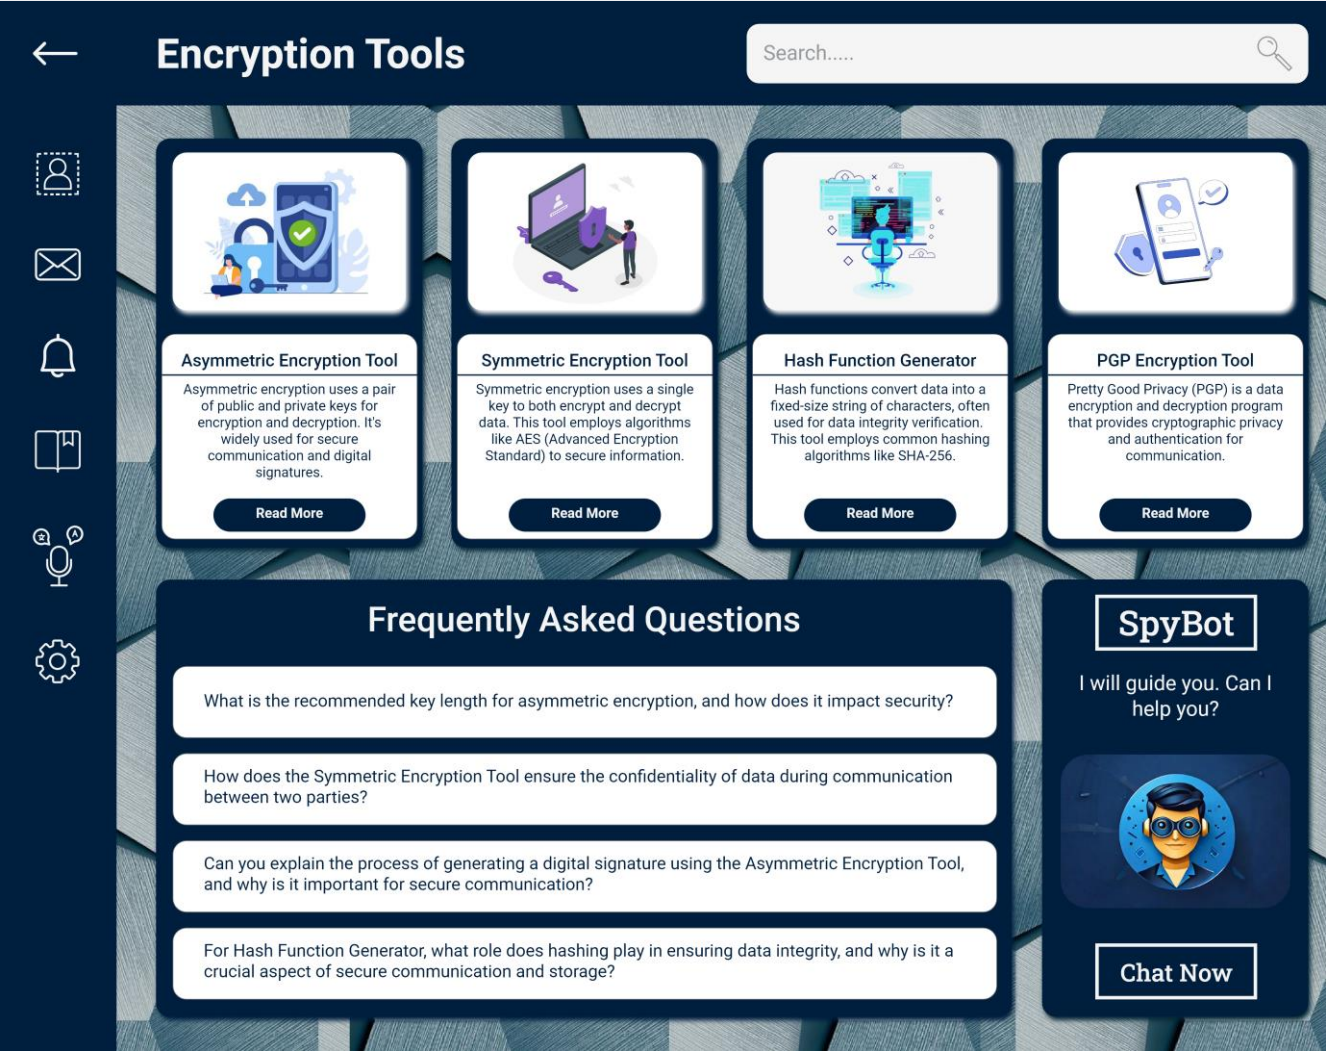 Encryption Tools
Search.....
Asymmetric Encryption Tool
Asymmetric encryption uses a pair
of public and private keys for
encryption and decryption. It's
widely used for secure
communication and digital
signatures.
Read More
Symmetric Encryption Tool
Symmetric encryption uses a single
key to both encrypt and decrypt
data. This tool employs algorithms
like AES (Advanced Encryption
Standard) to secure information.
Read More
Hash Function Generator
Hash functions convert data into a
fixed-size string of characters, often
used for data integrity verification.
This tool employs common hashing
algorithms like SHA-256.
Read More
PGP Encryption Tool
Pretty Good Privacy (PGP) is a data
encryption and decryption program
that provides cryptographic privacy
and authentication for
communication.
Read More
Frequently Asked Questions
What is the recommended key length for asymmetric encryption, and how does it impact security?
How does the Symmetric Encryption Tool ensure the confidentiality of data during communication
between two parties?
Can you explain the process of generating a digital signature using the Asymmetric Encryption Tool,
and why is it important for secure communication?
For Hash Function Generator, what role does hashing play in ensuring data integrity, and why is it a
crucial aspect of secure communication and storage?
SpyBot
I will guide you. Can I
help you?
Chat Now